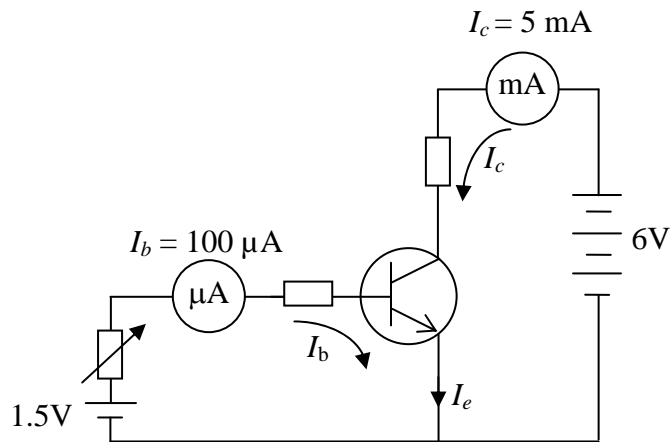 I_c = 5 mA
mA
I_c
6V
I_b = 100 µA
µA
I_b
I_e
1.5V